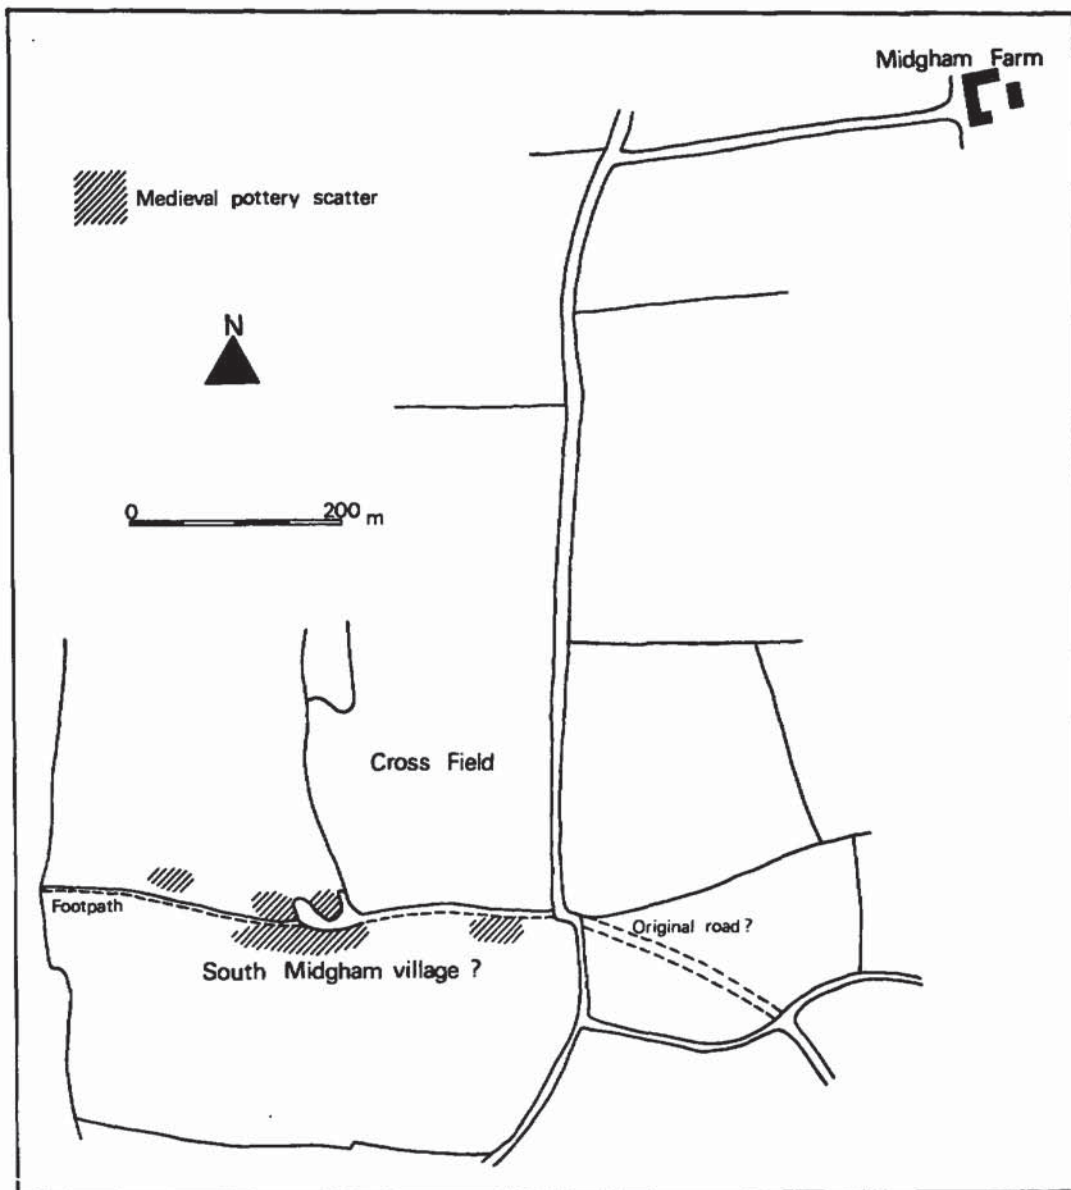 Midgham Farm
Medieval pottery scatter
N
0 200 m
Cross Field
Footpath
Original road ?
South Midgham village ?